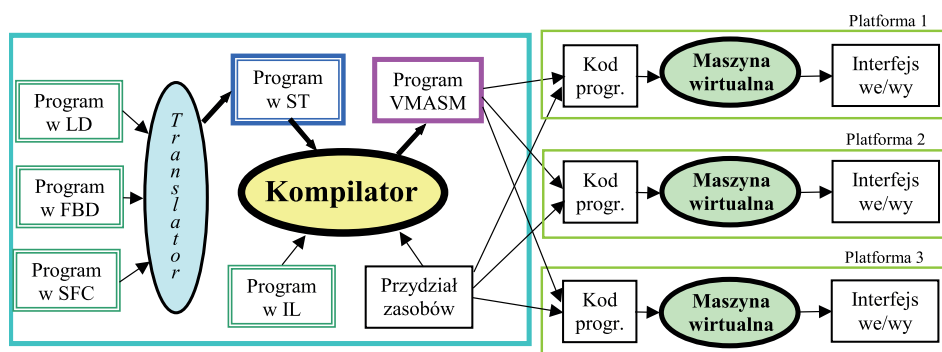 Platforma 1
Program
w LD
Program
w FBD
Program
w SFC
Translator
Program
w ST
Program
VMASM
Kompilator
Program
w IL
Przydział
zasobów
Kod
progr.
Maszyna
wirtualna
Interfejs
we/wy
Platforma 2
Kod
progr.
Maszyna
wirtualna
Interfejs
we/wy
Platforma 3
Kod
progr.
Maszyna
wirtualna
Interfejs
we/wy